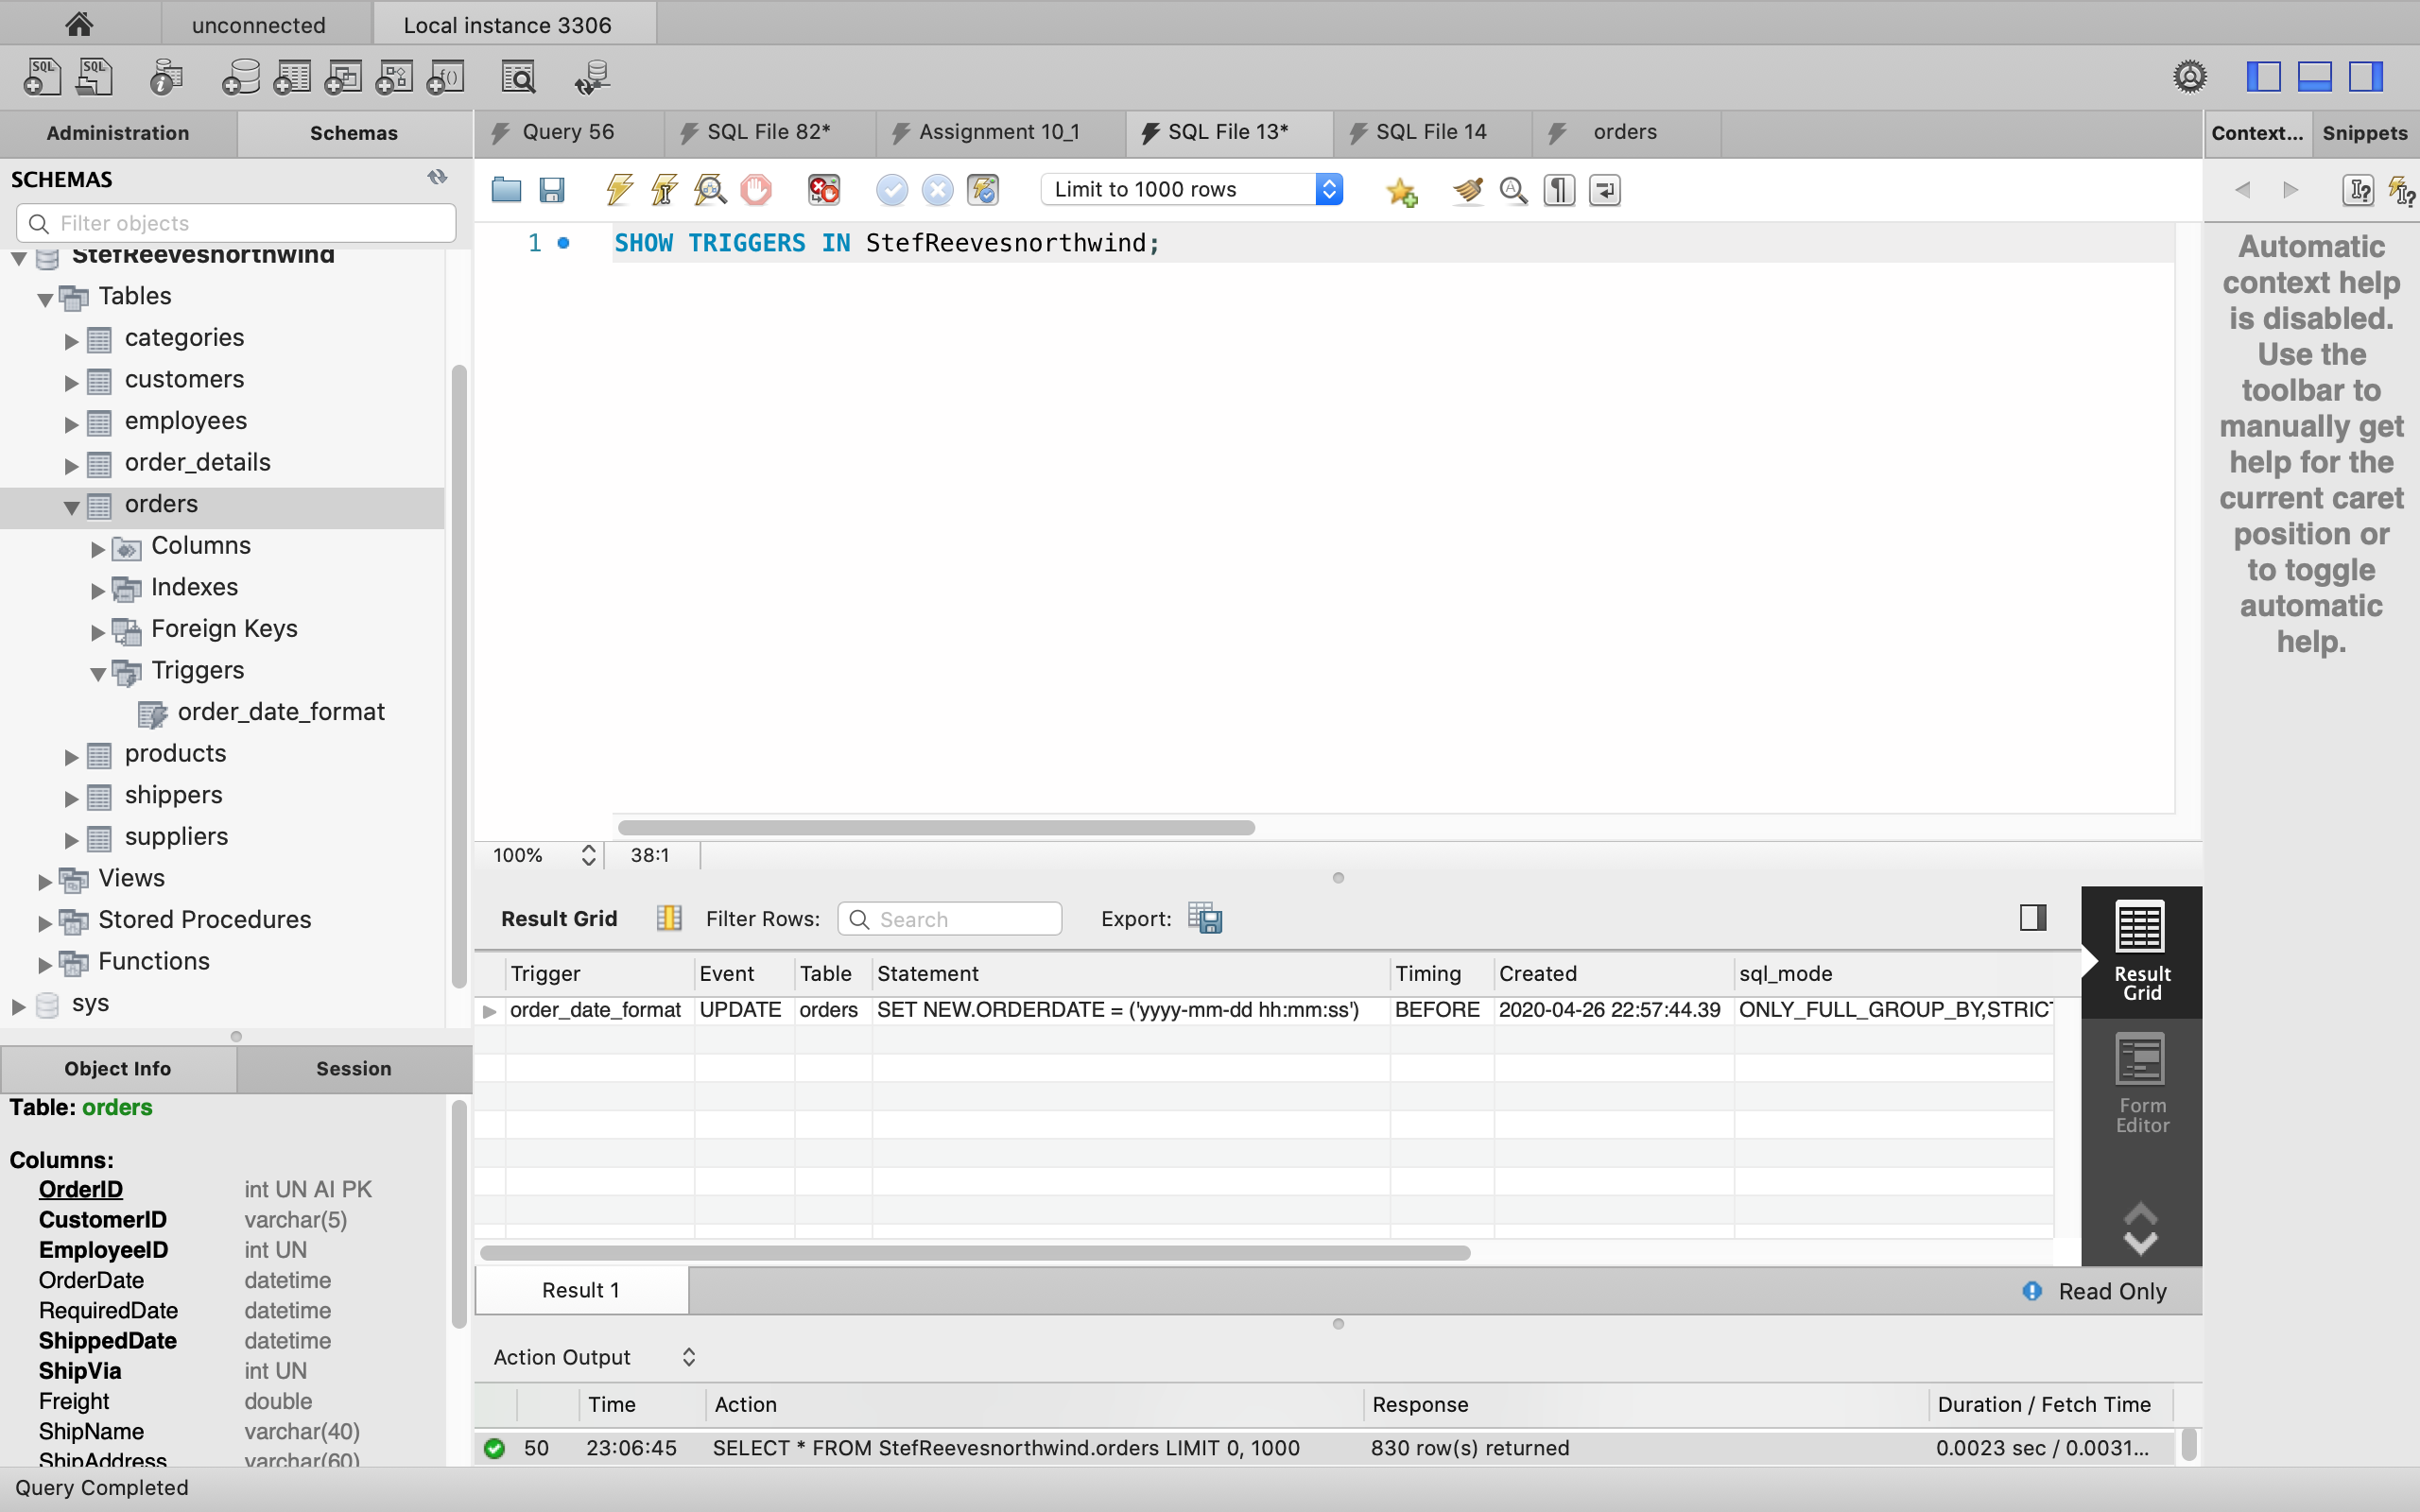 unconnected
Local instance 3306
SQL
SQL
Administration
Schemas
Query 56
SQL File 82*
Assignment 10_1
SQL File 13*
SQL File 14
orders
Context...
Snippets
SCHEMAS
Filter objects
Limit to 1000 rows
StefReevesnorthwind
Tables
categories
customers
employees
order_details
orders
Columns
Indexes
Foreign Keys
Triggers
order_date_format
products
shippers
suppliers
Views
Stored Procedures
Functions
sys
1
SHOW TRIGGERS IN StefReevesnorthwind;
Automatic
context help
is disabled.
Use the
toolbar to
manually get
help for the
current caret
position or
to toggle
automatic
help.
100%
38:1
Result Grid
Filter Rows:
Search
Export:
Trigger Event Table Statement Timing Created sql_mode
order_date_format UPDATE orders SET NEW.ORDERDATE = ('yyyy-mm-dd hh:mm:ss') BEFORE 2020-04-26 22:57:44.39 ONLY_FULL_GROUP_BY,STRICT
Result
Grid
Form
Editor
Result 1
Read Only
Object Info
Session
Table: orders
Columns:
OrderID int UN AI PK
CustomerID varchar(5)
EmployeeID int UN
OrderDate datetime
RequiredDate datetime
ShippedDate datetime
ShipVia int UN
Freight double
ShipName varchar(40)
ShipAddress varchar(60)
Action Output
Time Action Response Duration / Fetch Time
50 23:06:45 SELECT * FROM StefReevesnorthwind.orders LIMIT 0, 1000 830 row(s) returned 0.0023 sec / 0.0031...
Query Completed